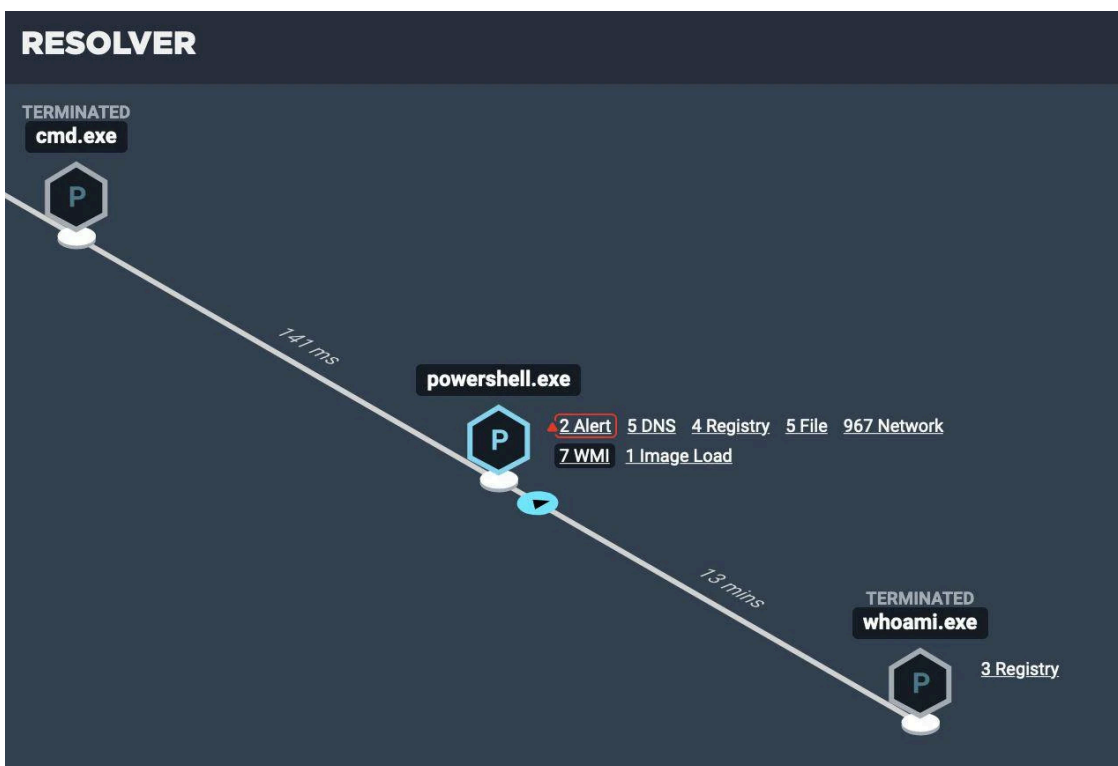 RESOLVER
TERMINATED
cmd.exe
P
141 ms
powershell.exe
P
2 Alert 5 DNS 4 Registry 5 File 967 Network
7 WMI 1 Image Load
13 mins
TERMINATED
whoami.exe
P
3 Registry